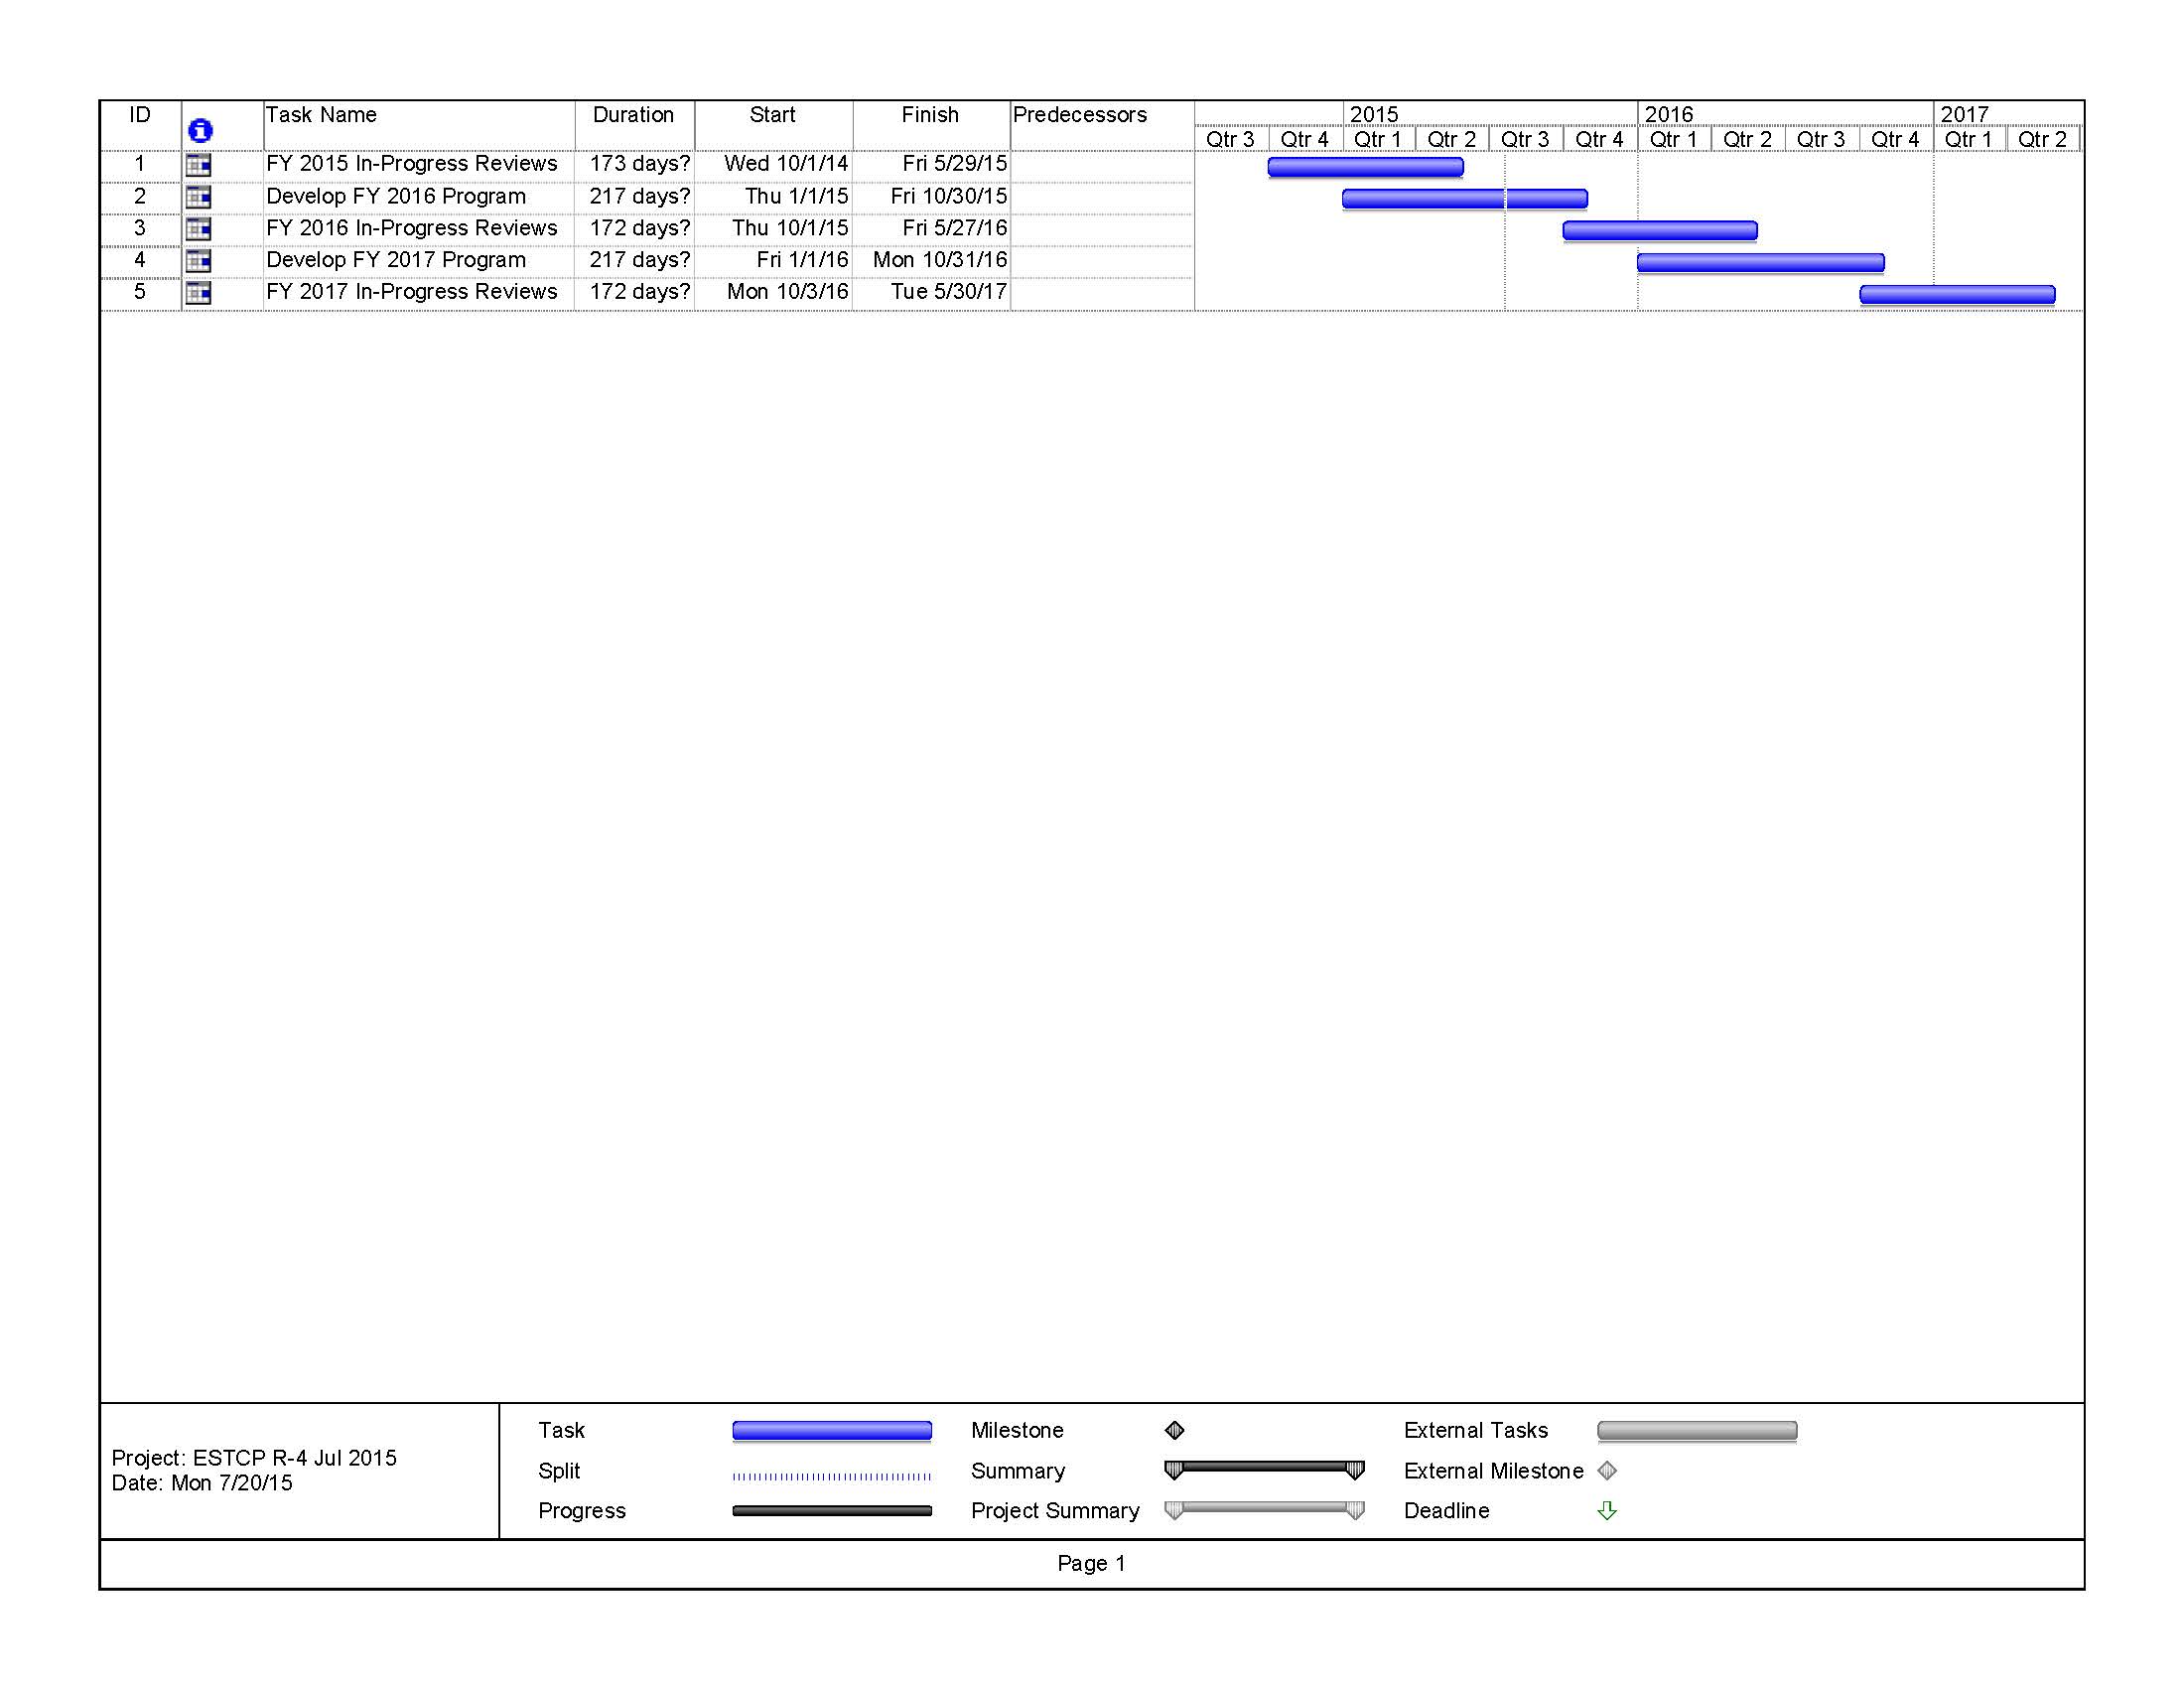 ID Task Name Duration Start Finish Predecessors 2015 2016 2017
Qtr 3 Qtr 4 Qtr 1 Qtr 2 Qtr 3 Qtr 4 Qtr 1 Qtr 2 Qtr 3 Qtr 4 Qtr 1 Qtr 2
1 FY 2015 In-Progress Reviews 173 days? Wed 10/1/14 Fri 5/29/15
2 Develop FY 2016 Program 217 days? Thu 1/1/15 Fri 10/30/15
3 FY 2016 In-Progress Reviews 172 days? Thu 10/1/15 Fri 5/27/16
4 Develop FY 2017 Program 217 days? Fri 1/1/16 Mon 10/31/16
5 FY 2017 In-Progress Reviews 172 days? Mon 10/3/16 Tue 5/30/17
Project: ESTCP R-4 Jul 2015
Date: Mon 7/20/15
Task Milestone External Tasks
Split Summary External Milestone
Progress Project Summary Deadline
Page 1